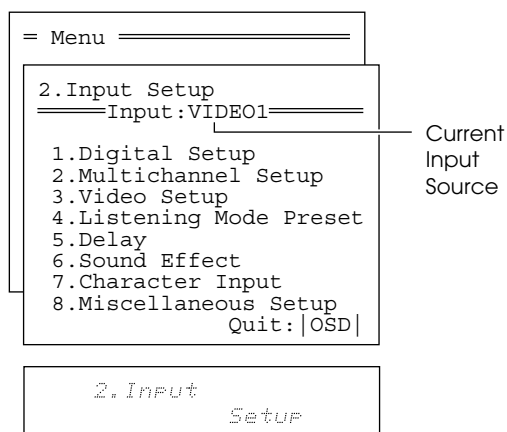 Menu
2.Input Setup
Input:VIDEO1
Current
Input
Source
1.Digital Setup
2.Multichannel Setup
3.Video Setup
4.Listening Mode Preset
5.Delay
6.Sound Effect
7.Character Input
8.Miscellaneous Setup
Quit:|OSD|
2.Input
Setup